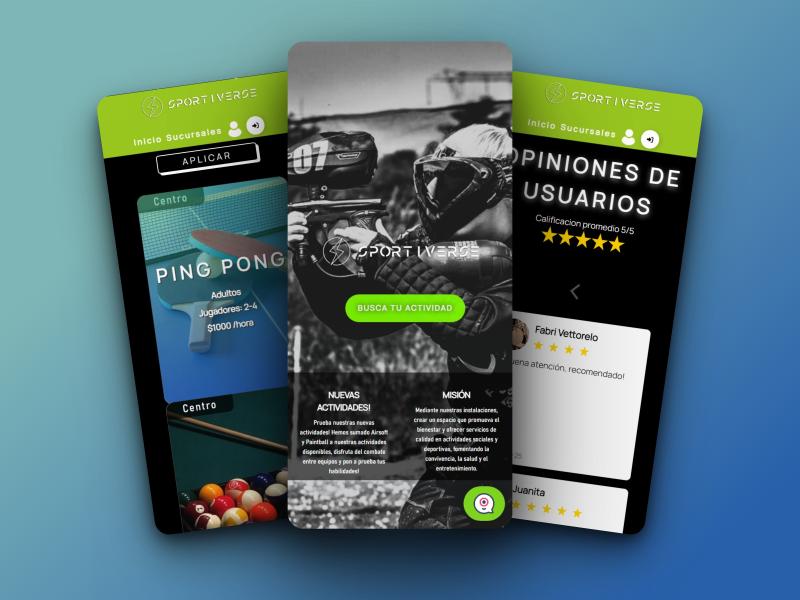 SPORTIVERSE
Inicio Sucursales
APLICAR
Centro
PING PONG
Adultos
Jugadores: 2-4
$1000 /hora
Centro
07
SPORTIVERSE
BUSCA TU ACTIVIDAD
NUEVAS
ACTIVIDADES!
Prueba nuestras nuevas
actividades! Hemos sumado Airsoft
y Paintball a nuestras actividades
disponibles, disfruta del combate
entre equipos y pon a prueba tus
habilidades!
MISIÓN
Mediante nuestras instalaciones,
crear un espacio que promueva el
bienestar y ofrecer servicios de
calidad en actividades sociales y
deportivas, fomentando la
convivencia, la salud y el
entretenimiento.
SPORTIVERSE
Inicio Sucursales
OPINIONES DE
USUARIOS
Calificacion promedio 5/5
Fabri Vettorelo
uena atención, recomendado!
25
Juanita